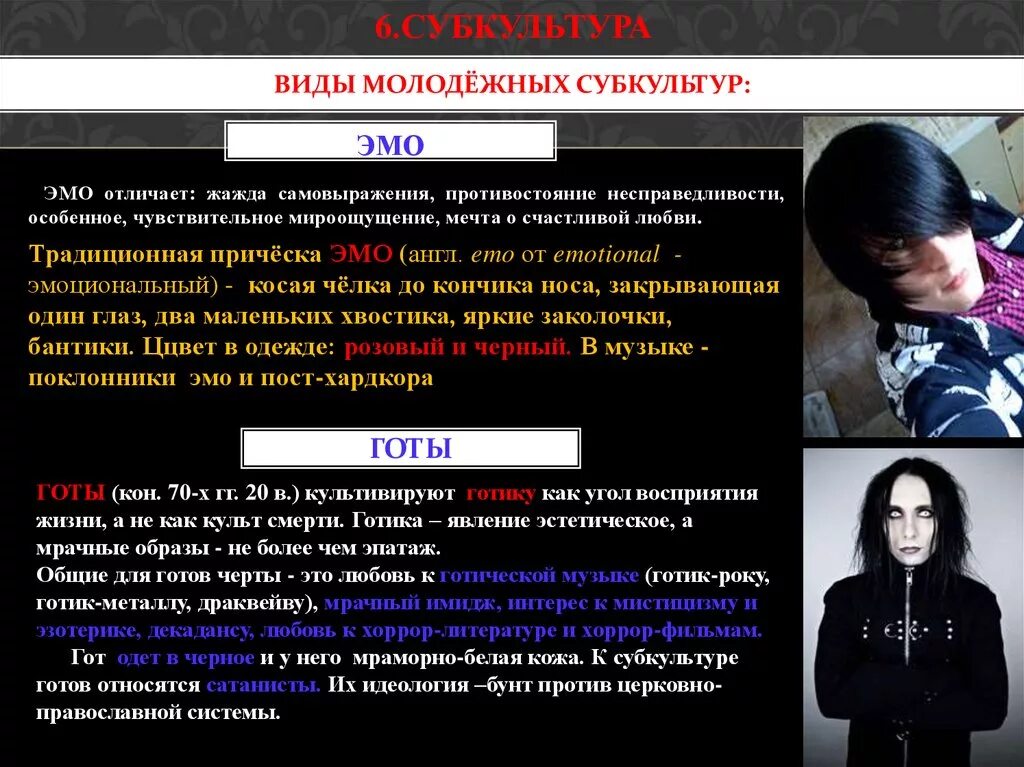 6.СУБКУЛЬТУРА
ВИДЫ МОЛОДЁЖНЫХ СУБКУЛЬТУР:
ЭМО
ЭМО отличает: жажда самовыражения, противостояние несправедливости,
особенное, чувствительное мироощущение, мечта о счастливой любви.
Традиционная причёска ЭМО (англ. emo от emotional -
эмоциональный) - косая чёлка до кончика носа, закрывающая
один глаз, два маленьких хвостика, яркие заколочки,
бантики. Ццвет в одежде: розовый и черный. В музыке -
поклонники эмо и пост-хардкора
ГОТЫ
ГОТЫ (кон. 70-х гг. 20 в.) культивируют готику как угол восприятия
жизни, а не как культ смерти. Готика – явление эстетическое, а
мрачные образы - не более чем эпатаж.
Общие для готов черты - это любовь к готической музыке (готик-року,
готик-металлу, дарквейву), мрачный имидж, интерес к мистицизму и
эзотерике, декадансу, любовь к хоррор-литературе и хоррор-фильмам.
Гот одет в черное и у него мраморно-белая кожа. К субкультуре
готов относятся сатанисты. Их идеология –бунт против церковно-
православной системы.